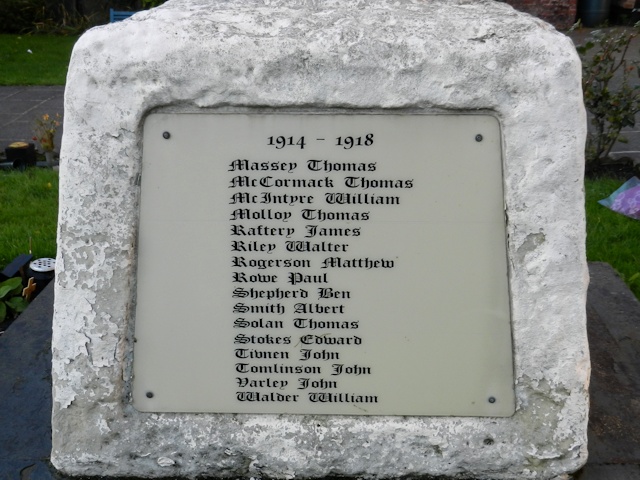 1914 - 1918
Massey Thomas
McCormack Thomas
McIntyre William
Molloy Thomas
Raftery James
Riley Walter
Rogerson Matthew
Rowe Paul
Shepherd Ben
Smith Albert
Solan Thomas
Stokes Edward
Tivnen John
Tomlinson John
Varley John
Walder William